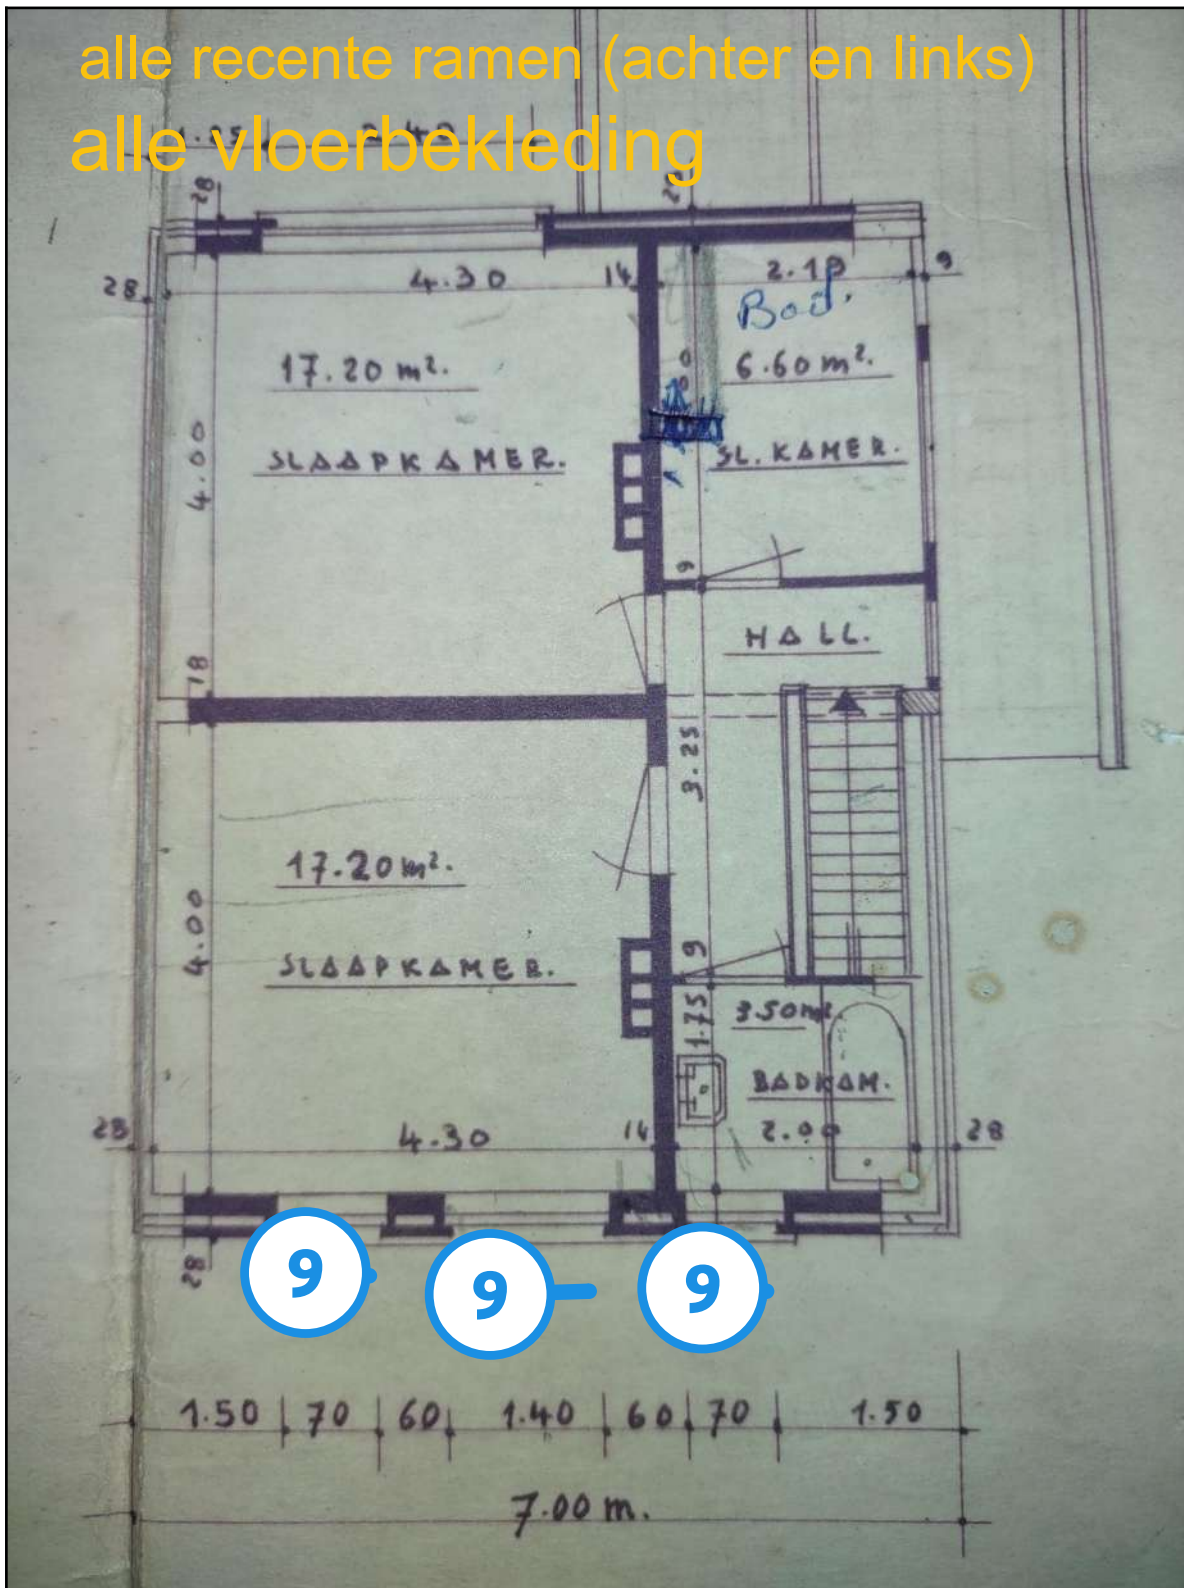 alle recente ramen (achter en links)
alle vloerbekleding
28
28
4.30
14
2.10
9
Bad.
17.20 m².
6.60 m².
SLAAPKAMER.
SL. KAMER.
4.00
9
HALL.
18
3.25
17.20 m².
4.00
SLAAPKAMER.
9
3.50 m².
1.75
BADKAM.
28
4.30
14
2.00
28
28
9
9
9
1.50
70
60
1.40
60
70
1.50
7.00 m.